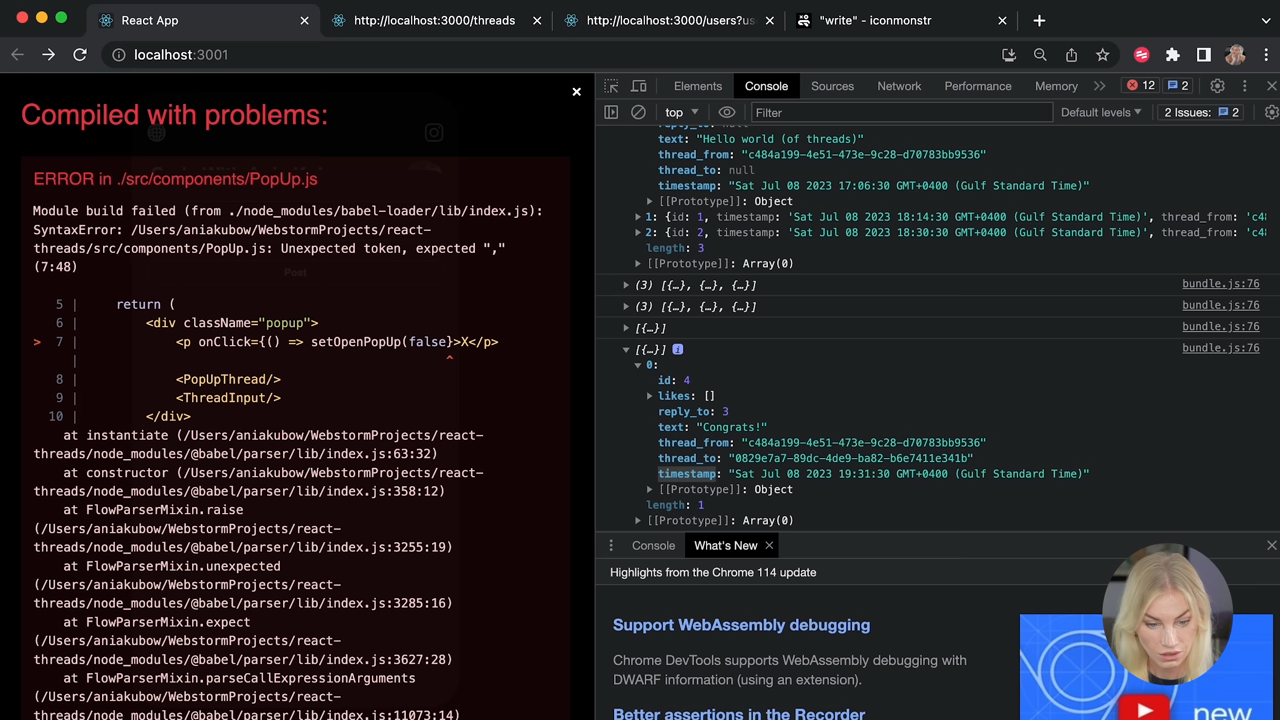 React App
http://localhost:3000/threads
http://localhost:3000/users?us
"write" - iconmonstr
localhost:3001
Compiled with problems:
ERROR in ./src/components/PopUp.js
Module build failed (from ./node_modules/babel-loader/lib/index.js):
SyntaxError: /Users/aniakubow/WebstormProjects/react-
threads/src/components/PopUp.js: Unexpected token, expected ","
(7:48)
Post
5 |     return (
6 |         <div className="popup">
> 7 |             <p onClick={() => setOpenPopUp(false}>X</p>
|                                                 ^
8 |             <PopUpThread/>
9 |             <ThreadInput/>
10 |         </div>
at instantiate (/Users/aniakubow/WebstormProjects/react-
threads/node_modules/@babel/parser/lib/index.js:63:32)
at constructor (/Users/aniakubow/WebstormProjects/react-
threads/node_modules/@babel/parser/lib/index.js:358:12)
at FlowParserMixin.raise
(/Users/aniakubow/WebstormProjects/react-
threads/node_modules/@babel/parser/lib/index.js:3255:19)
at FlowParserMixin.unexpected
(/Users/aniakubow/WebstormProjects/react-
threads/node_modules/@babel/parser/lib/index.js:3285:16)
at FlowParserMixin.expect
(/Users/aniakubow/WebstormProjects/react-
threads/node_modules/@babel/parser/lib/index.js:3627:28)
at FlowParserMixin.parseCallExpressionArguments
(/Users/aniakubow/WebstormProjects/react-
threads/node_modules/@babel/parser/lib/index.js:11073:14)
Elements Console Sources Network Performance Memory 12 2
top Filter Default levels 2 Issues: 2
reply_to: null
text: "Hello world (of threads)"
thread_from: "c484a199-4e51-473e-9c28-d70783bb9536"
thread_to: null
timestamp: "Sat Jul 08 2023 17:06:30 GMT+0400 (Gulf Standard Time)"
[[Prototype]]: Object
1: {id: 1, timestamp: 'Sat Jul 08 2023 18:14:30 GMT+0400 (Gulf Standard Time)', thread_from: 'c4
2: {id: 2, timestamp: 'Sat Jul 08 2023 18:30:30 GMT+0400 (Gulf Standard Time)', thread_from: 'c4
length: 3
[[Prototype]]: Array(0)
(3) [{…}, {…}, {…}] bundle.js:76
(3) [{…}, {…}, {…}] bundle.js:76
[{…}] bundle.js:76
[{…}] i bundle.js:76
0:
id: 4
likes: []
reply_to: 3
text: "Congrats!"
thread_from: "c484a199-4e51-473e-9c28-d70783bb9536"
thread_to: "0829e7a7-89dc-4de9-ba82-b6e7411e341b"
timestamp: "Sat Jul 08 2023 19:31:30 GMT+0400 (Gulf Standard Time)"
[[Prototype]]: Object
length: 1
[[Prototype]]: Array(0)
Console What's New
Highlights from the Chrome 114 update
Support WebAssembly debugging
Chrome DevTools supports WebAssembly debugging with
DWARF information (using an extension).
Better assertions in the Recorder
new